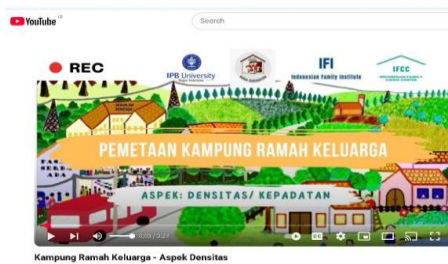 YouTube
Search
REC
IPB University
IFI
Indonesian Family Institute
IFCC
PEMETAAN KAMPUNG RAMAH KELUARGA
ASPEK: DENSITAS/ KEPADATAN
Kampung Ramah Keluarga - Aspek Densitas